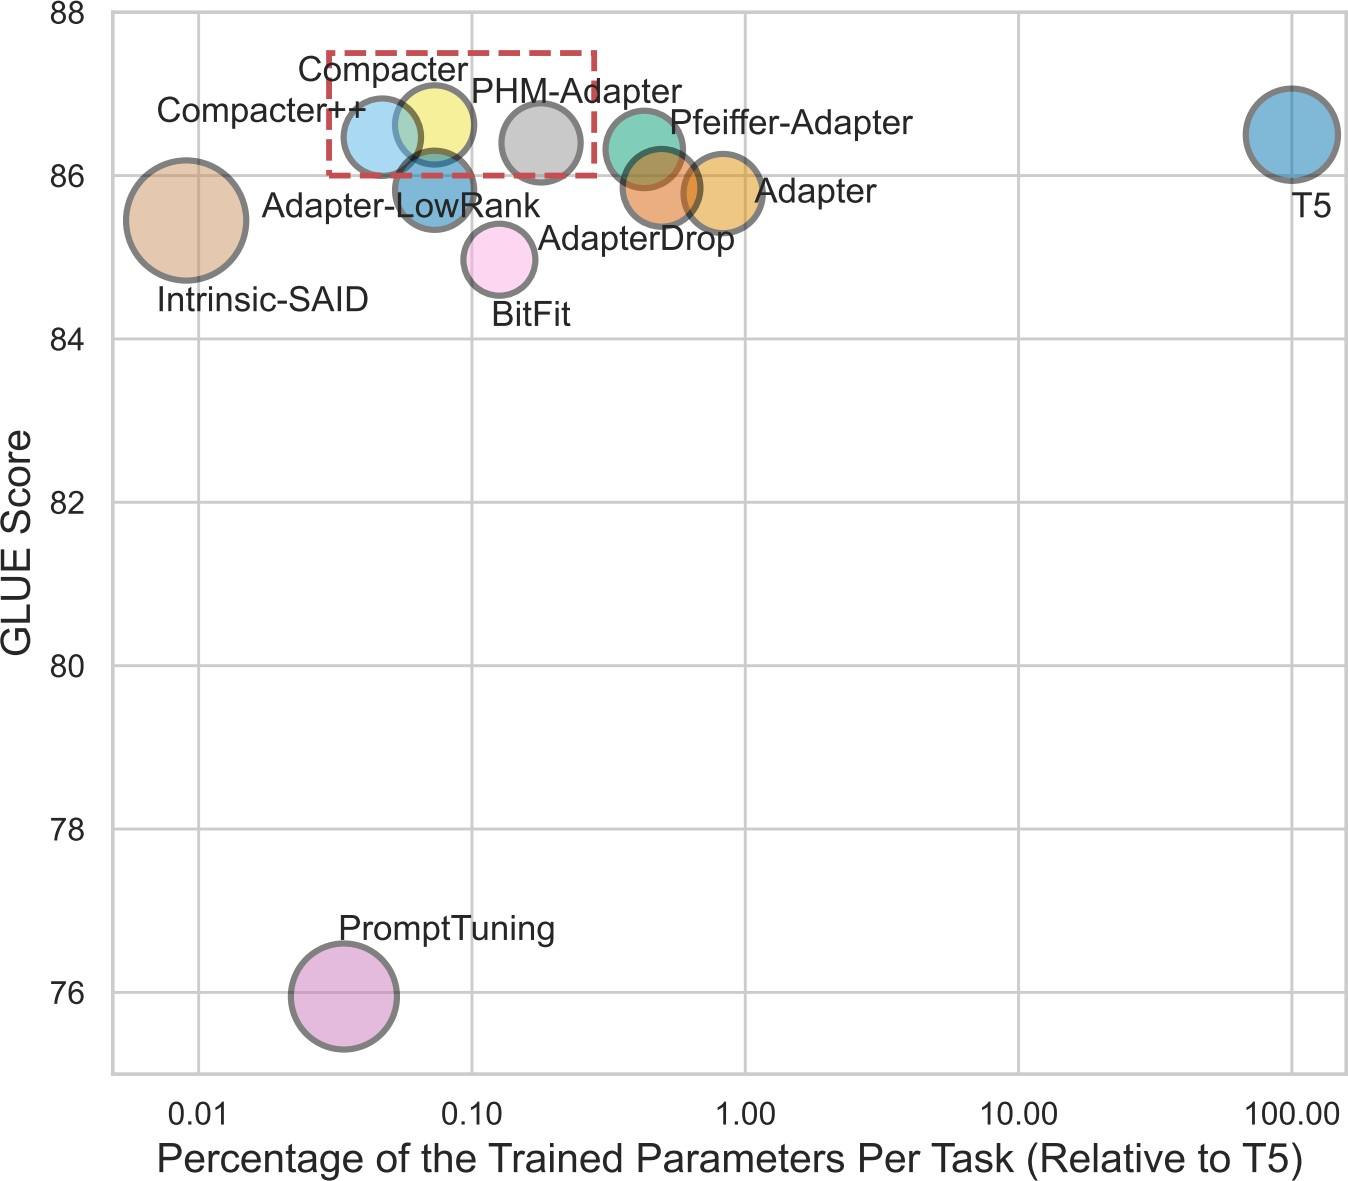 88
Compacter
PHM-Adapter
Compacter++
Pfeiffer-Adapter
86
Adapter
Adapter-LowRank
T5
AdapterDrop
Intrinsic-SAID
BitFit
84
GLUE Score
82
80
78
PromptTuning
76
0.01 0.10 1.00 10.00 100.00
Percentage of the Trained Parameters Per Task (Relative to T5)